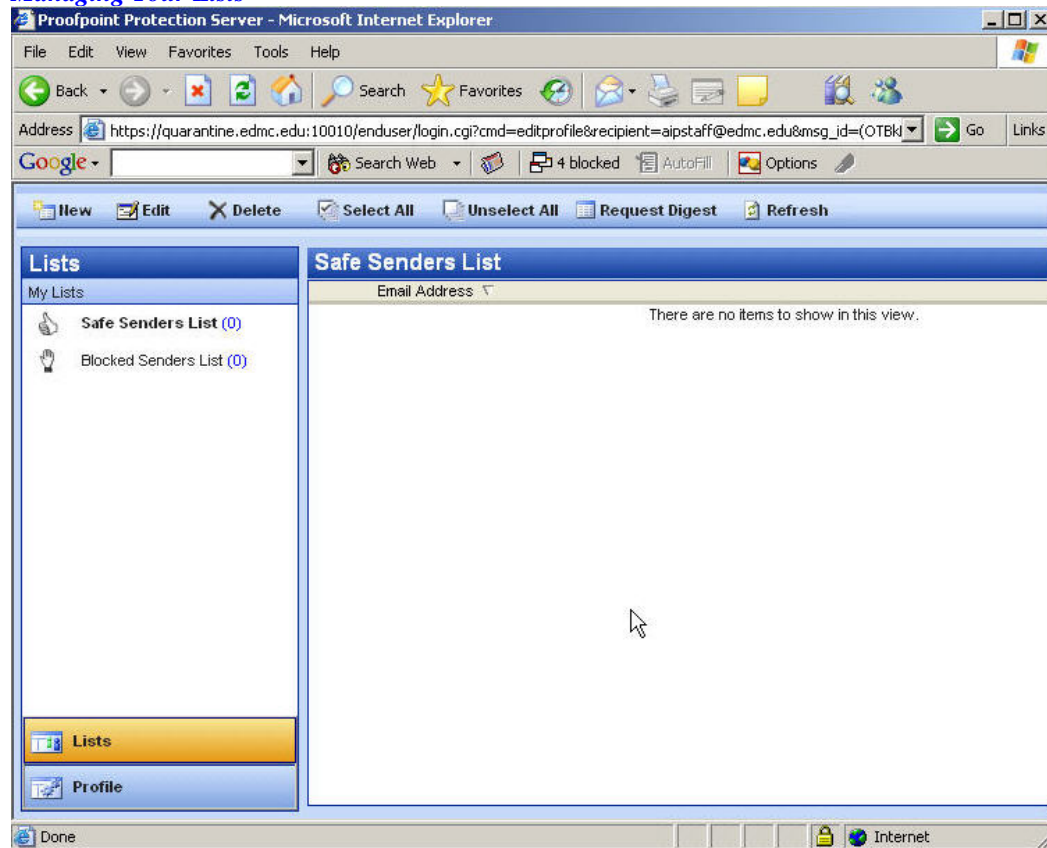 Managing Your Lists
Proofpoint Protection Server - Microsoft Internet Explorer
File Edit View Favorites Tools Help
Back Search Favorites
Address https://quarantine.edmc.edu:10010/enduser/login.cgi?cmd=editprofile&recipient=aipstaff@edmc.edu&msg_id=(OTBkl Go Links
Google Search Web 4 blocked AutoFill Options
New Edit Delete Select All Unselect All Request Digest Refresh
Lists
My Lists
Safe Senders List (0)
Blocked Senders List (0)
Safe Senders List
Email Address
There are no items to show in this view.
Lists
Profile
Done Internet